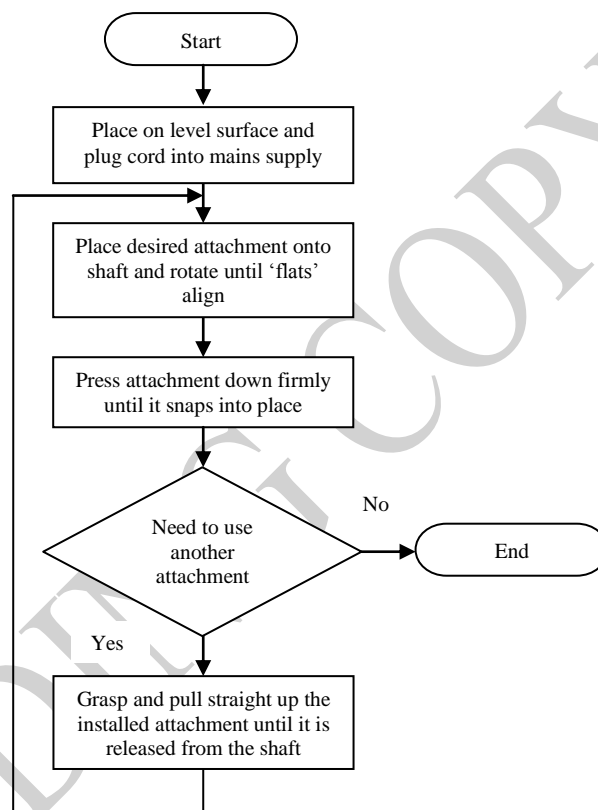 Start
Place on level surface and
plug cord into mains supply
Place desired attachment onto
shaft and rotate until ‘flats’
align
Press attachment down firmly
until it snaps into place
Need to use
another
attachment
No
End
Yes
Grasp and pull straight up the
installed attachment until it is
released from the shaft
DING COPY